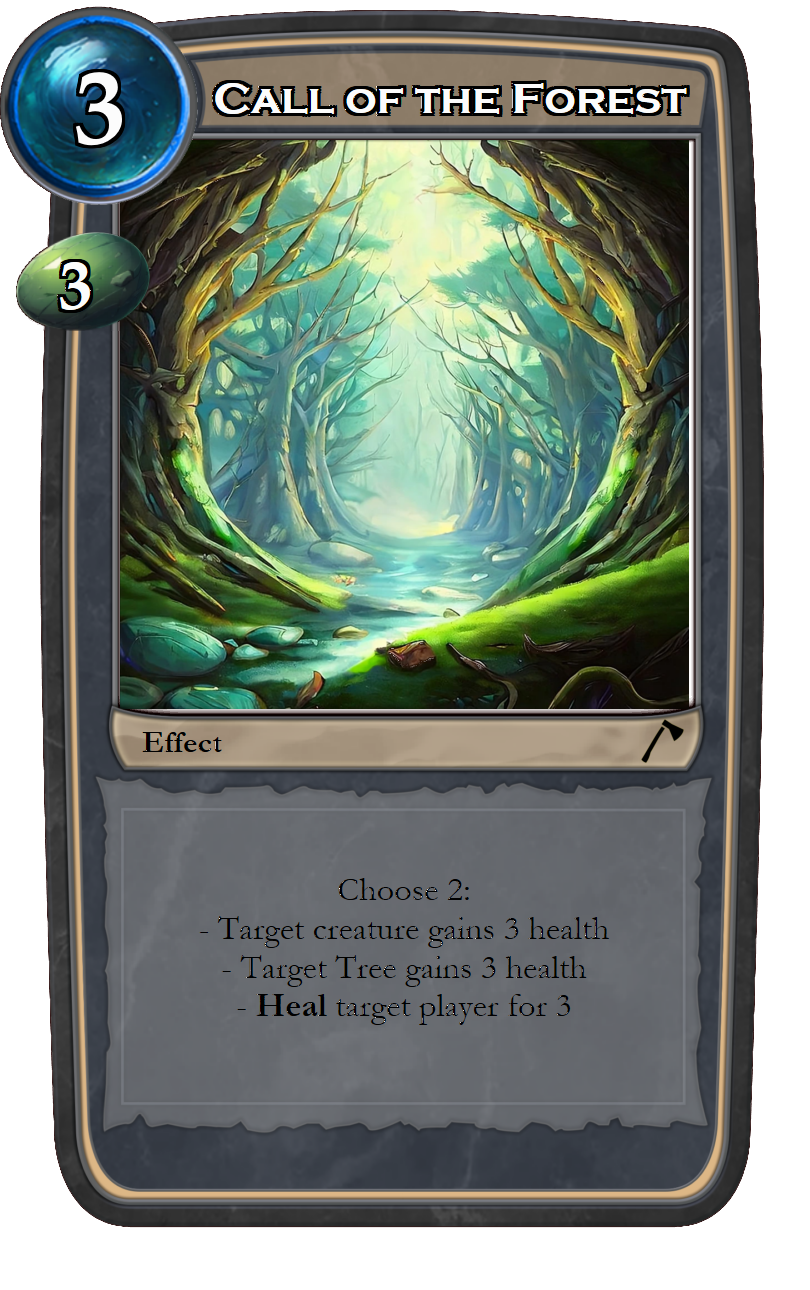 3
Call of the Forest
3
Effect
Choose 2:
- Target creature gains 3 health
- Target Tree gains 3 health
- Heal target player for 3